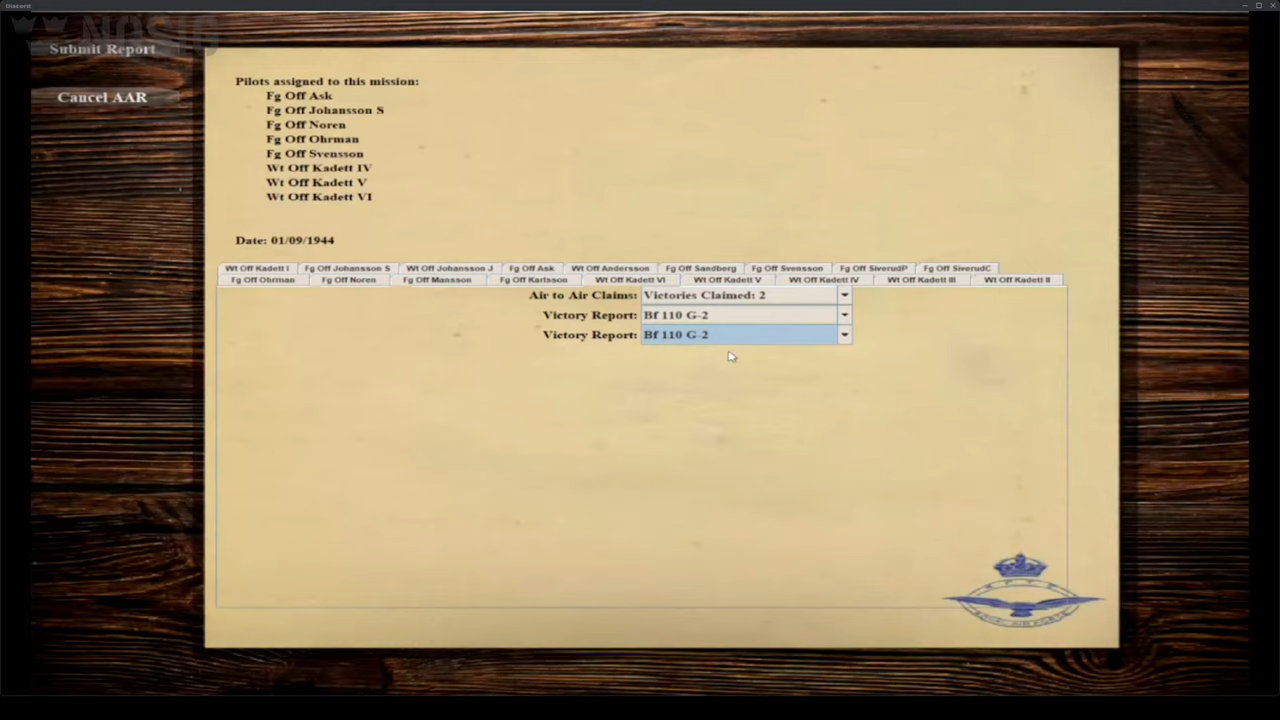 Discord
NOSIG
Submit Report
Cancel AAR
Pilots assigned to this mission:
Fg Off Ask
Fg Off Johansson S
Fg Off Noren
Fg Off Ohrman
Fg Off Svensson
Wt Off Kadett IV
Wt Off Kadett V
Wt Off Kadett VI
Date: 01/09/1944
Wt Off Kadett I Fg Off Johansson S Wt Off Johansson J Fg Off Ask Wt Off Andersson Fg Off Sandberg Fg Off Svensson Fg Off SiverudP Fg Off SiverudC
Fg Off Ohrman Fg Off Noren Fg Off Mansson Fg Off Karlsson Wt Off Kadett VI Wt Off Kadett V Wt Off Kadett IV Wt Off Kadett III Wt Off Kadett II
Air to Air Claims: Victories Claimed: 2
Victory Report: Bf 110 G-2
Victory Report: Bf 110 G-2